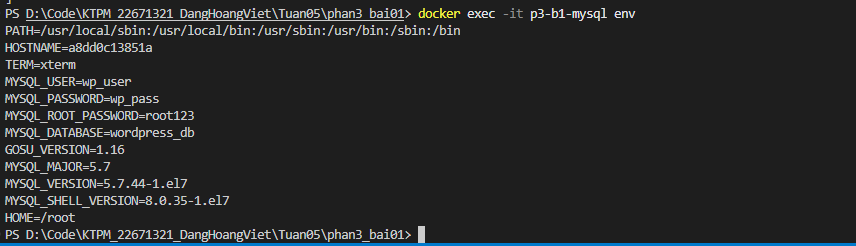 PS D:\Code\KTPM_22671321_DangHoangViet\Tuan05\phan3_bai01> docker exec -it p3-b1-mysql env
PATH=/usr/local/sbin:/usr/local/bin:/usr/sbin:/usr/bin:/sbin:/bin
HOSTNAME=a8dd0c13851a
TERM=xterm
MYSQL_USER=wp_user
MYSQL_PASSWORD=wp_pass
MYSQL_ROOT_PASSWORD=root123
MYSQL_DATABASE=wordpress_db
GOSU_VERSION=1.16
MYSQL_MAJOR=5.7
MYSQL_VERSION=5.7.44-1.el7
MYSQL_SHELL_VERSION=8.0.35-1.el7
HOME=/root
PS D:\Code\KTPM_22671321_DangHoangViet\Tuan05\phan3_bai01>